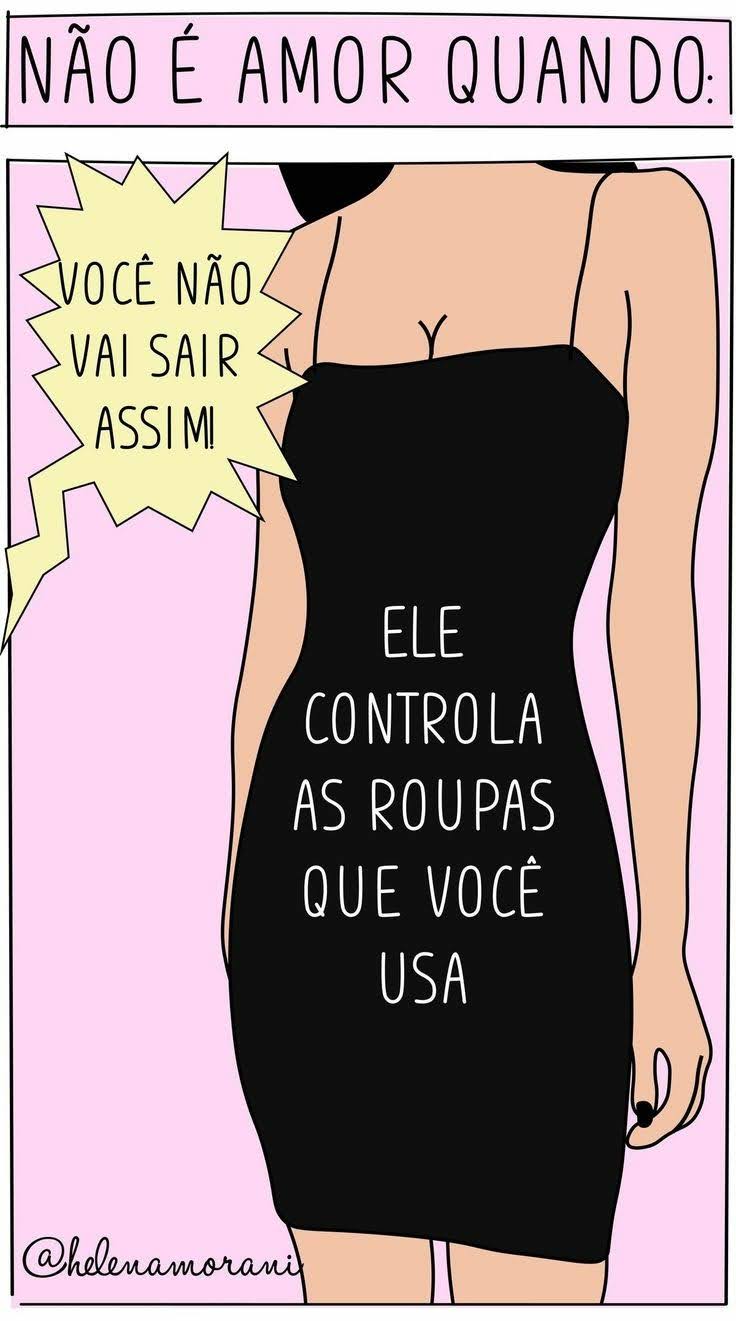 NÃO É AMOR QUANDO:
VOCÊ NÃO
VAI SAIR
ASSIM!
ELE
CONTROLA
AS ROUPAS
QUE VOCÊ
USA
@helenamorani